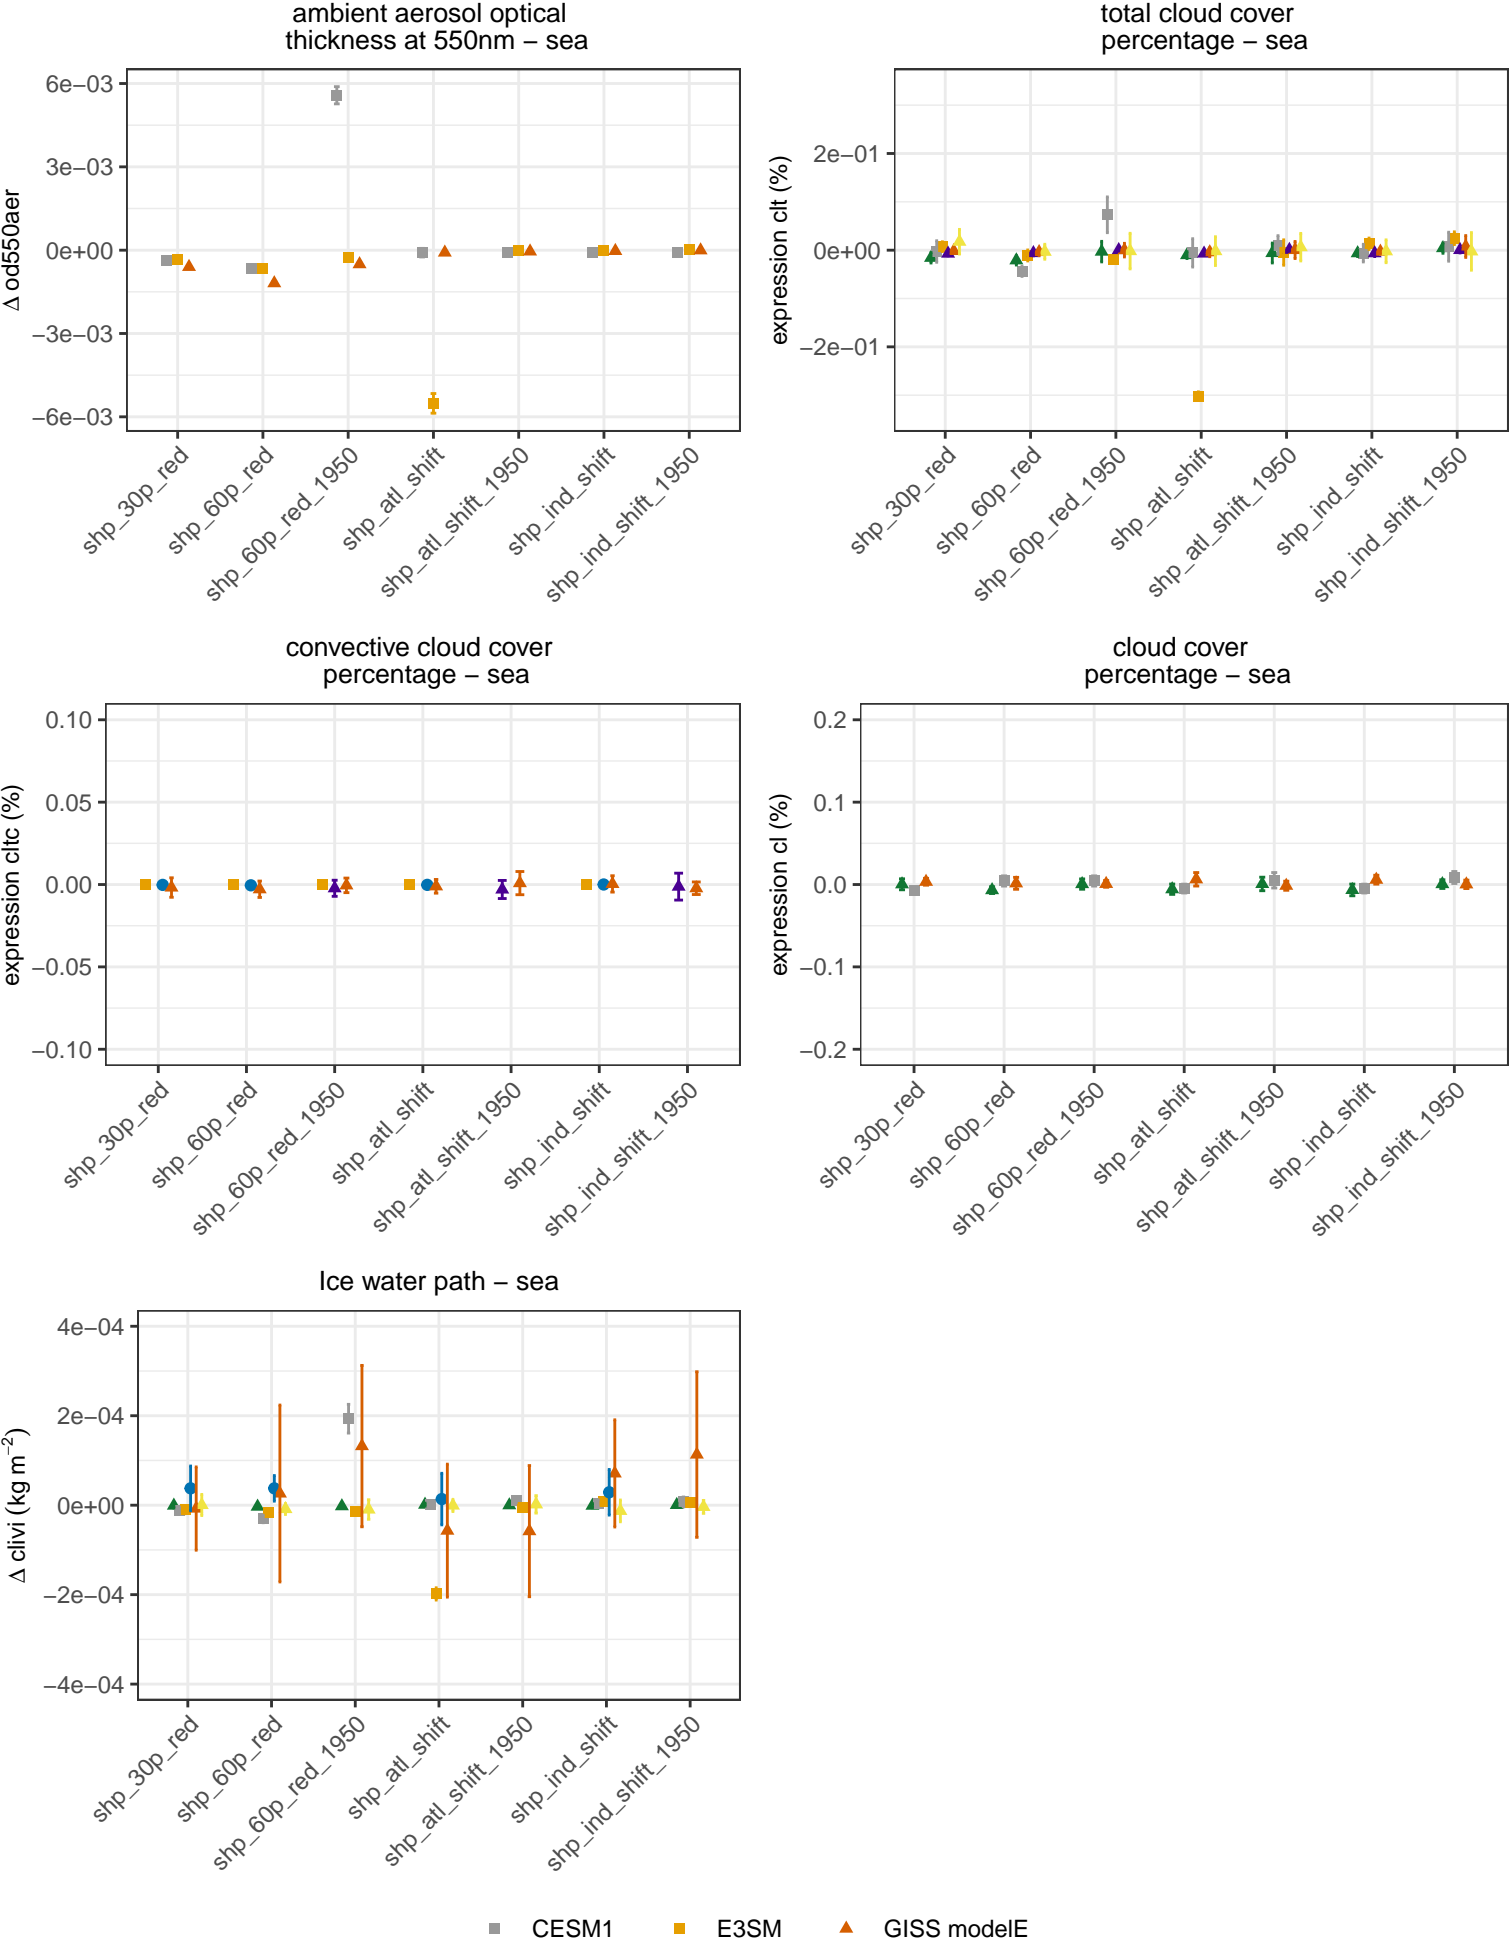 ambient aerosol optical
thickness at 550nm − sea
Δ od550aer
6e−03
3e−03
0e+00
−3e−03
−6e−03
shp_30p_red
shp_60p_red
shp_60p_red_1950
shp_atl_shift
shp_atl_shift_1950
shp_ind_shift
shp_ind_shift_1950
total cloud cover
percentage − sea
expression clt (%)
2e−01
0e+00
−2e−01
shp_30p_red
shp_60p_red
shp_60p_red_1950
shp_atl_shift
shp_atl_shift_1950
shp_ind_shift
shp_ind_shift_1950
convective cloud cover
percentage − sea
expression cltc (%)
0.10
0.05
0.00
−0.05
−0.10
shp_30p_red
shp_60p_red
shp_60p_red_1950
shp_atl_shift
shp_atl_shift_1950
shp_ind_shift
shp_ind_shift_1950
cloud cover
percentage − sea
expression cl (%)
0.2
0.1
0.0
−0.1
−0.2
shp_30p_red
shp_60p_red
shp_60p_red_1950
shp_atl_shift
shp_atl_shift_1950
shp_ind_shift
shp_ind_shift_1950
Ice water path − sea
Δ clivi (kg m⁻²)
4e−04
2e−04
0e+00
−2e−04
−4e−04
shp_30p_red
shp_60p_red
shp_60p_red_1950
shp_atl_shift
shp_atl_shift_1950
shp_ind_shift
shp_ind_shift_1950
CESM1 E3SM GISS modelE